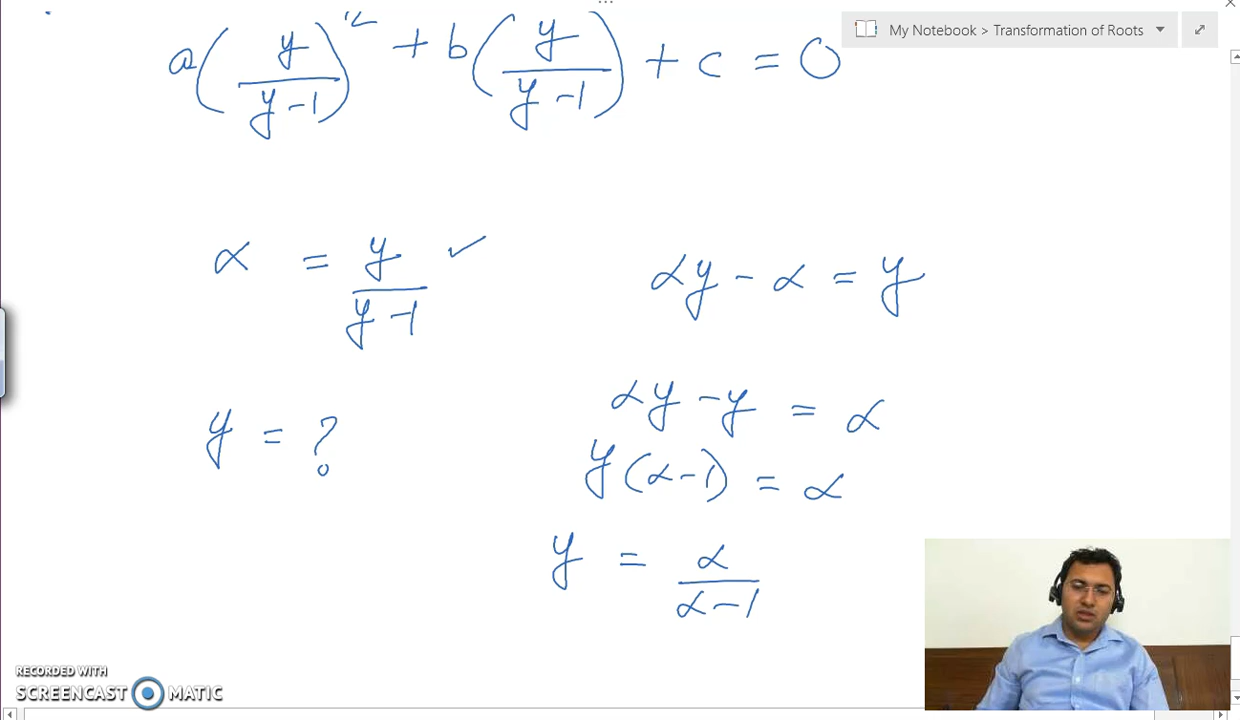 My Notebook > Transformation of Roots
a(y/(y-1))² + b(y/(y-1)) + c = 0
α = y/(y-1) ✓
αy - α = y
αy - y = α
y = ?
y(α-1) = α
y = α/(α-1)
RECORDED WITH
SCREENCAST MATIC